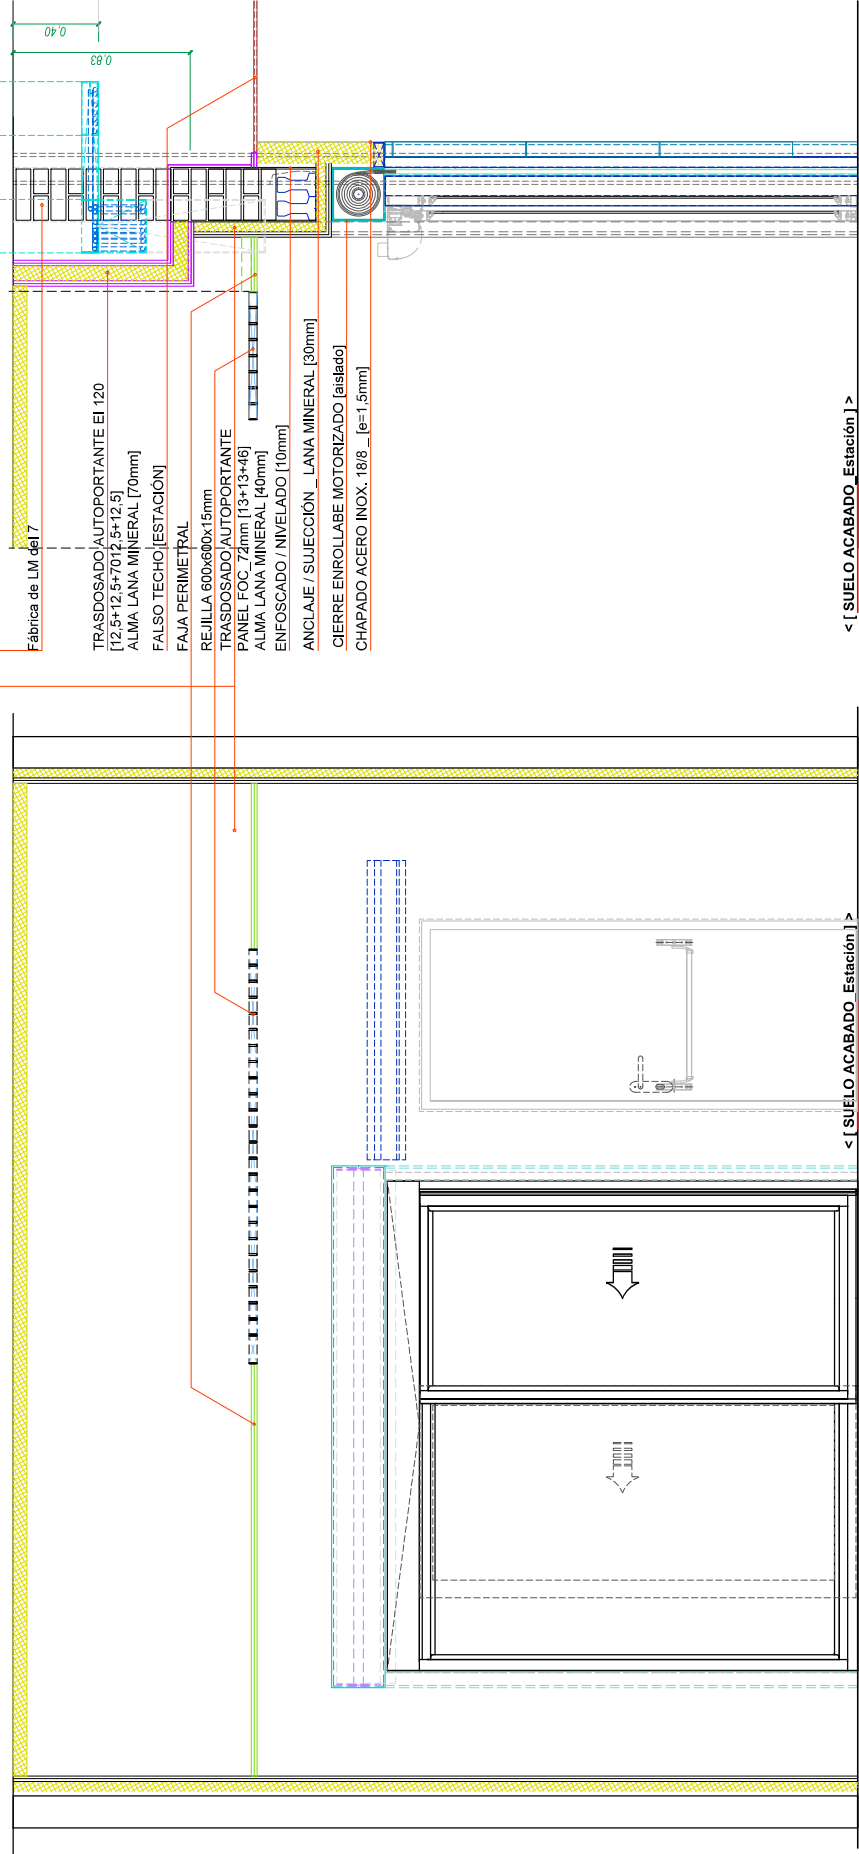 0,40
0,83
Fábrica de LM del 7
TRASDOSADO AUTOPORTANTE EI 120
[12,5+12,5+7012,5+12,5]
ALMA LANA MINERAL [70mm]
FALSO TECHO [ESTACIÓN]
FAJA PERIMETRAL
REJILLA 600x600x15mm
TRASDOSADO AUTOPORTANTE
PANEL FOC_72mm [13+13+46]
ALMA LANA MINERAL [40mm]
ENFOSCADO / NIVELADO [10mm]
ANCLAJE / SUJECCIÓN _ LANA MINERAL [30mm]
CIERRE ENROLLABE MOTORIZADO [aislado]
CHAPADO ACERO INOX. 18/8 _ [e=1,5mm]
< [ SUELO ACABADO_Estación ] >
< [ SUELO ACABADO_Estación ] >